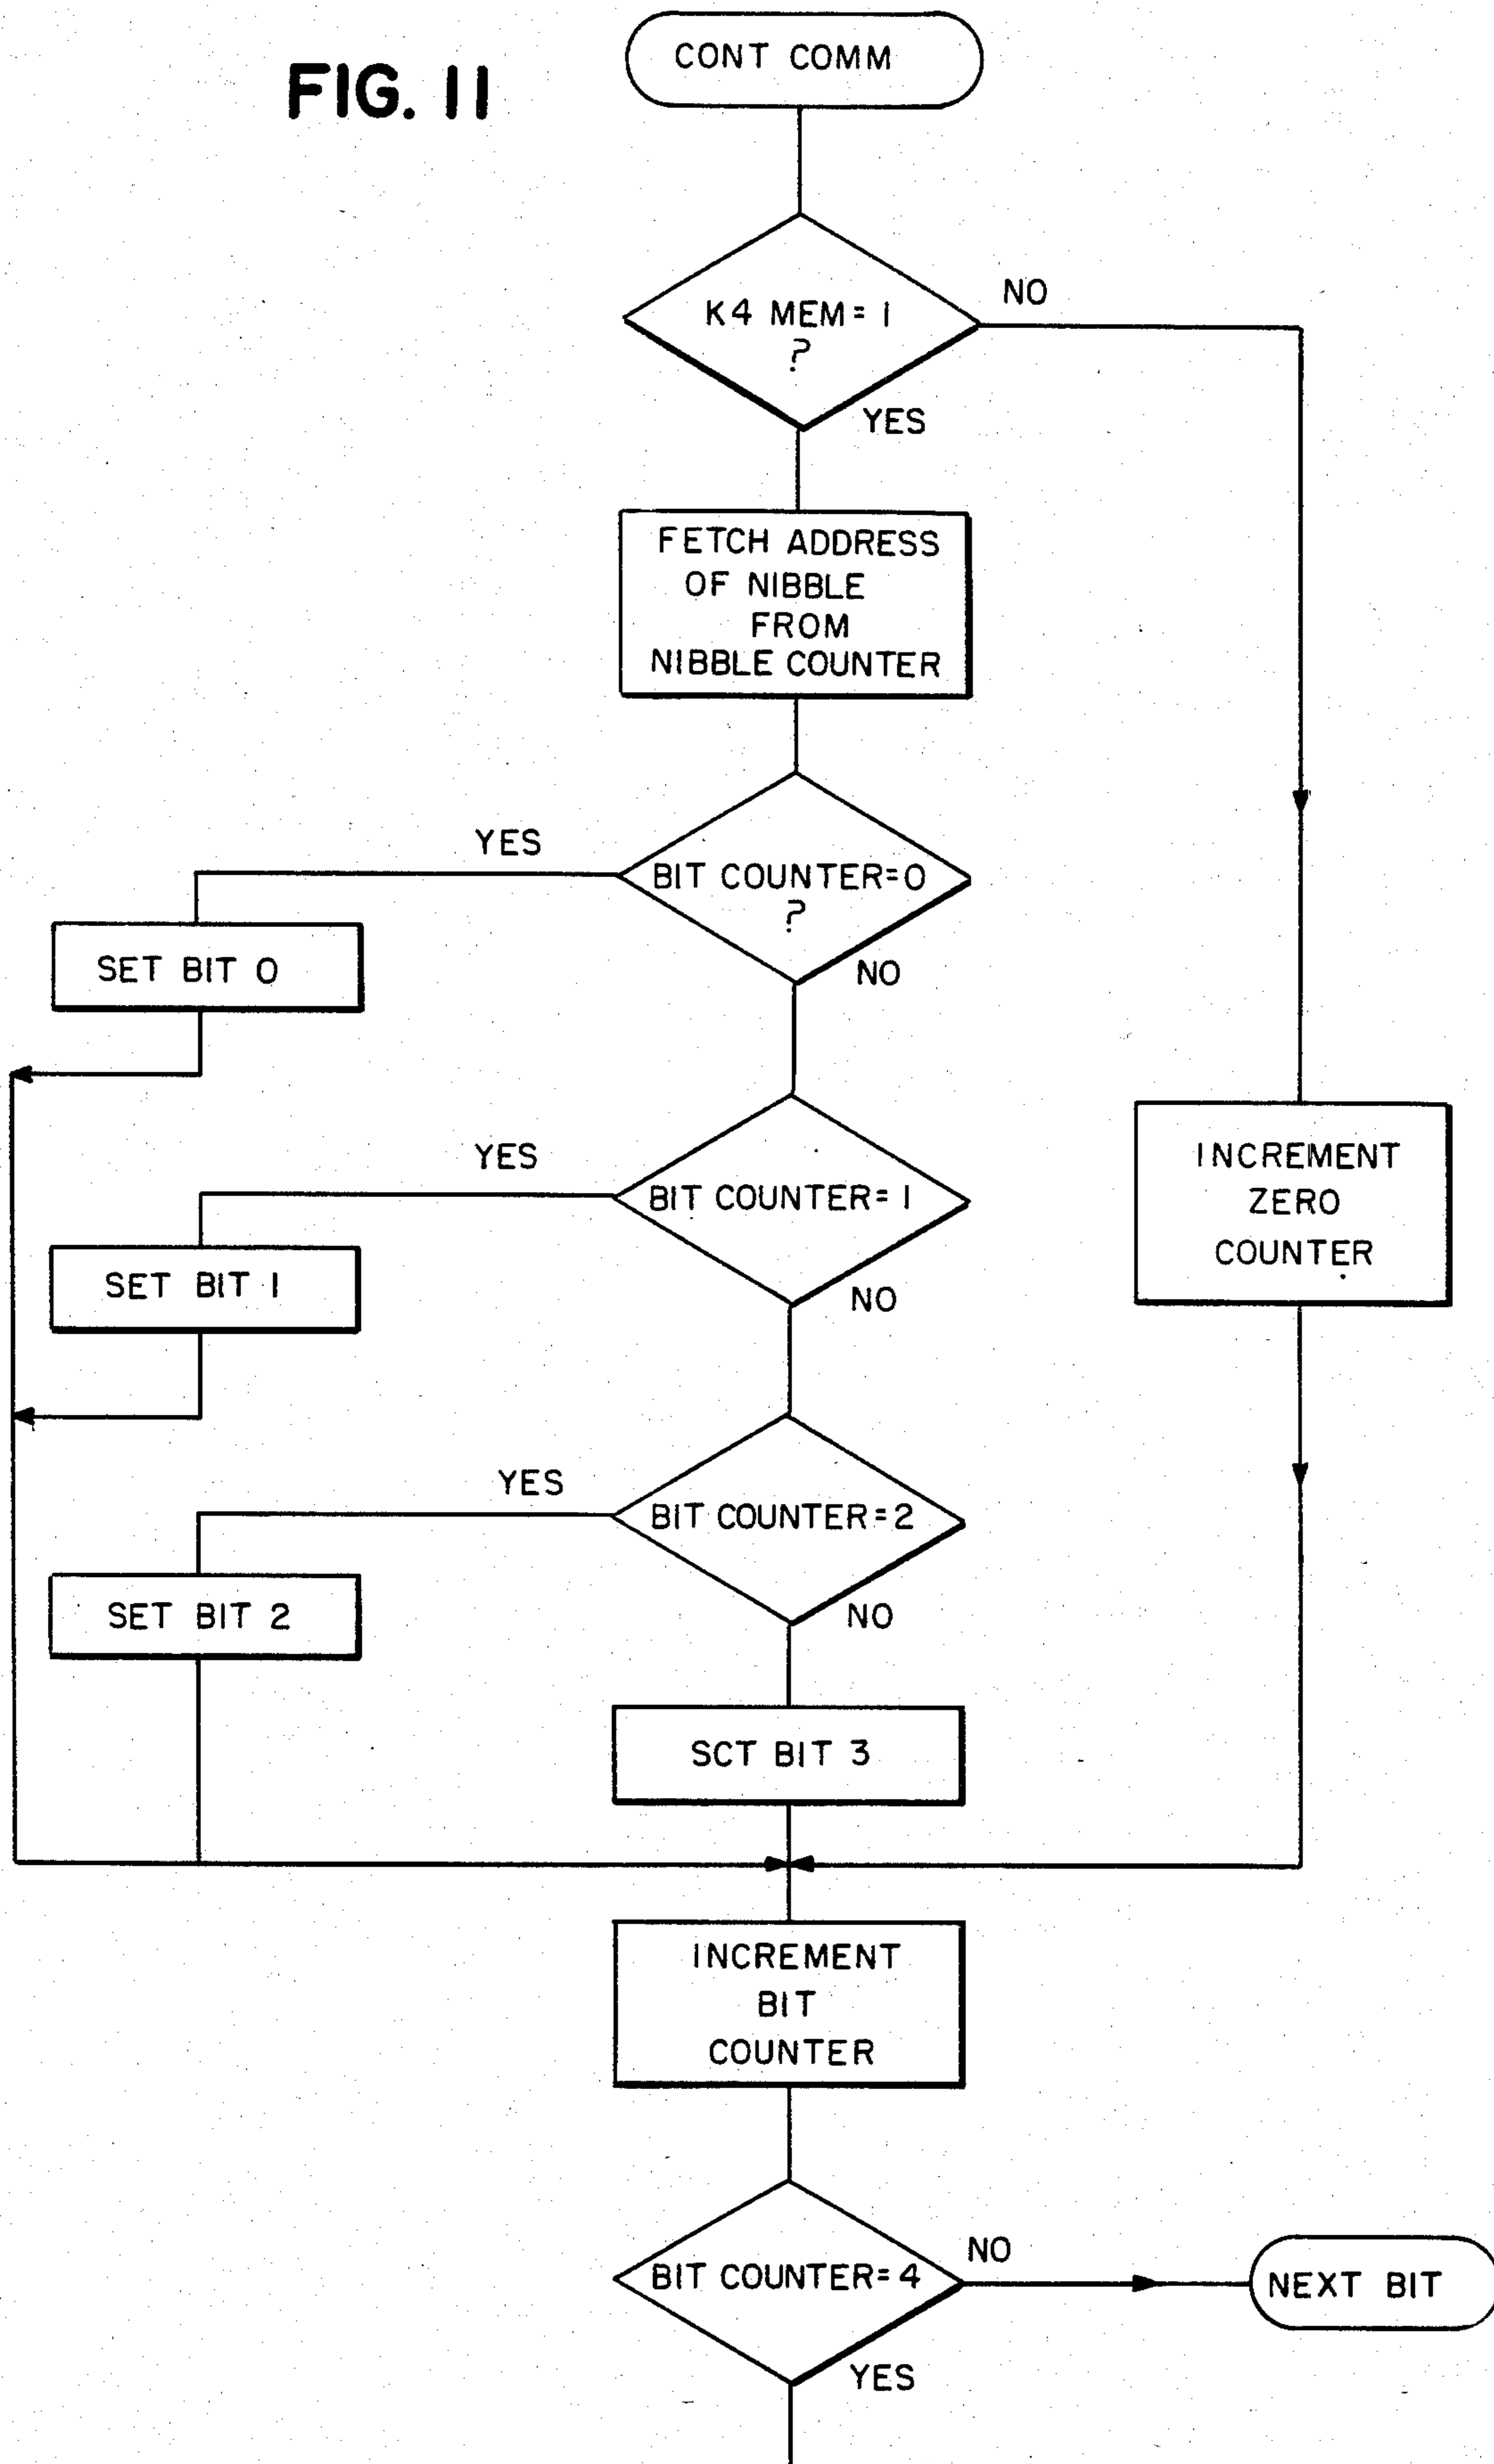 FIG. 11
CONT COMM
K4 MEM = 1
?
NO
YES
FETCH ADDRESS
OF NIBBLE
FROM
NIBBLE COUNTER
YES
BIT COUNTER=0
?
NO
SET BIT 0
YES
BIT COUNTER=1
NO
SET BIT 1
INCREMENT
ZERO
COUNTER
YES
BIT COUNTER=2
NO
SET BIT 2
SCT BIT 3
INCREMENT
BIT
COUNTER
BIT COUNTER=4
NO
NEXT BIT
YES